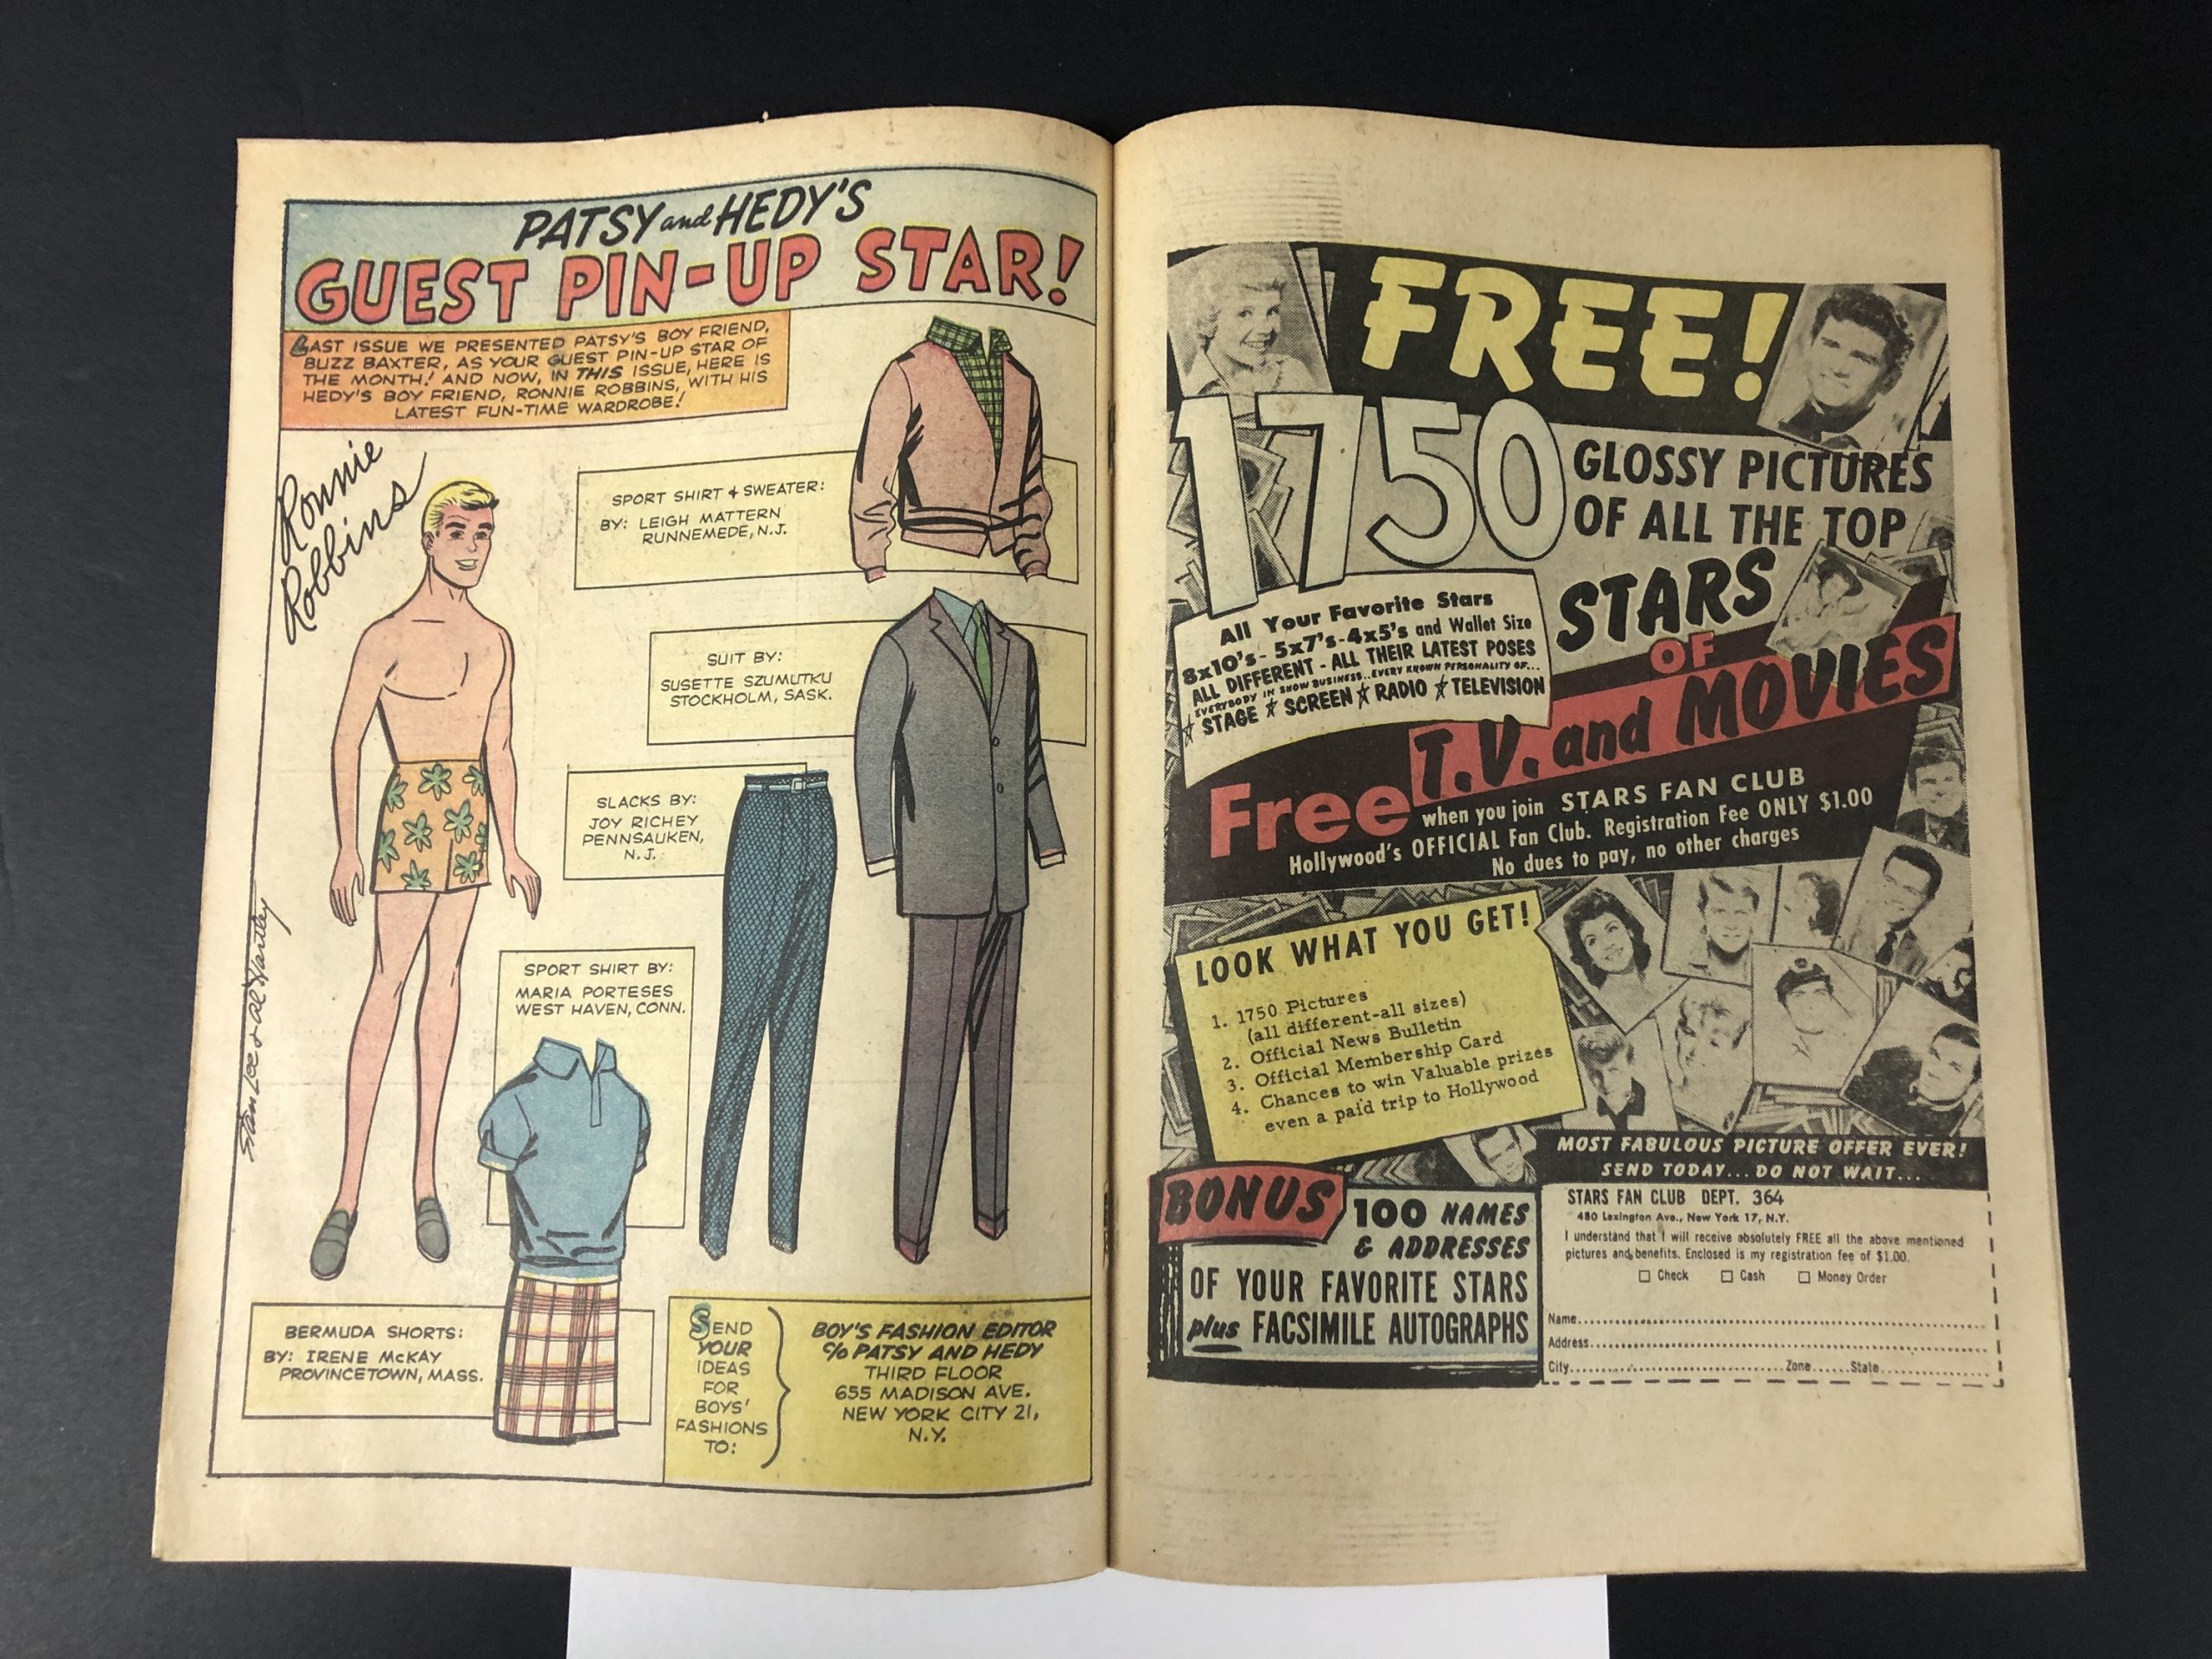 PATSY and HEDY'S
GUEST PIN-UP STAR!
LAST ISSUE WE PRESENTED PATSY'S BOY FRIEND,
BUZZ BAXTER, AS YOUR GUEST PIN-UP STAR OF
THE MONTH! AND NOW, IN THIS ISSUE, HERE IS
HEDY'S BOY FRIEND, RONNIE ROBBINS, WITH HIS
LATEST FUN-TIME WARDROBE!
Ronnie
Robbins
SPORT SHIRT & SWEATER:
BY: LEIGH MATTERN
RUNNEMEDE, N.J.
SUIT BY:
SUSETTE SZUMUTKU
STOCKHOLM, SASK.
SLACKS BY:
JOY RICHEY
PENNSAUKEN,
N.J.
SPORT SHIRT BY:
MARIA PORTESES
WEST HAVEN, CONN.
Stan Lee & Al Hartley
BERMUDA SHORTS:
BY: IRENE McKAY
PROVINCETOWN, MASS.
SEND
YOUR
IDEAS
FOR
BOYS'
FASHIONS
TO:
BOY'S FASHION EDITOR
c/o PATSY AND HEDY
THIRD FLOOR
655 MADISON AVE.
NEW YORK CITY 21,
N.Y.
FREE!
1750
GLOSSY PICTURES
OF ALL THE TOP
STARS
OF
T.V. and MOVIES
All Your Favorite Stars
8x10's - 5x7's - 4x5's and Wallet Size
ALL DIFFERENT - ALL THEIR LATEST POSES
EVERYBODY IN SHOW BUSINESS..EVERY KNOWN PERSONALITY OF...
☆ STAGE ☆ SCREEN ☆ RADIO ☆ TELEVISION
Free when you join STARS FAN CLUB
Hollywood's OFFICIAL Fan Club. Registration Fee ONLY $1.00
No dues to pay, no other charges
LOOK WHAT YOU GET!
1. 1750 Pictures
(all different-all sizes)
2. Official News Bulletin
3. Official Membership Card
4. Chances to win Valuable prizes
even a paid trip to Hollywood
MOST FABULOUS PICTURE OFFER EVER!
SEND TODAY... DO NOT WAIT...
BONUS
100 NAMES
& ADDRESSES
OF YOUR FAVORITE STARS
plus FACSIMILE AUTOGRAPHS
STARS FAN CLUB DEPT. 364
480 Lexington Ave., New York 17, N.Y.
I understand that I will receive absolutely FREE all the above mentioned
pictures and benefits. Enclosed is my registration fee of $1.00.
□ Check □ Cash □ Money Order
Name
Address
City Zone State